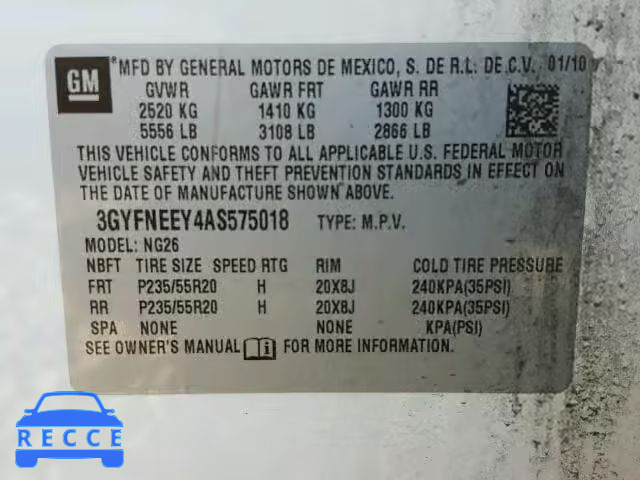 GM
*MFD BY GENERAL MOTORS DE MEXICO, S. DE R.L. DE C.V. 01/10
GVWR GAWR FRT GAWR RR
2520 KG 1410 KG 1300 KG
5556 LB 3108 LB 2866 LB
THIS VEHICLE CONFORMS TO ALL APPLICABLE U.S. FEDERAL MOTOR
VEHICLE SAFETY AND THEFT PREVENTION STANDARDS IN EFFECT ON
THE DATE OF MANUFACTURE SHOWN ABOVE.
3GYFNEEY4AS575018 TYPE: M.P.V.
MODEL: NG26
NBFT TIRE SIZE SPEED RTG RIM COLD TIRE PRESSURE
FRT P235/55R20 H 20X8J 240KPA(35PSI)
RR P235/55R20 H 20X8J 240KPA(35PSI)
SPA NONE NONE KPA(PSI)
SEE OWNER'S MANUAL FOR MORE INFORMATION.
RECCE